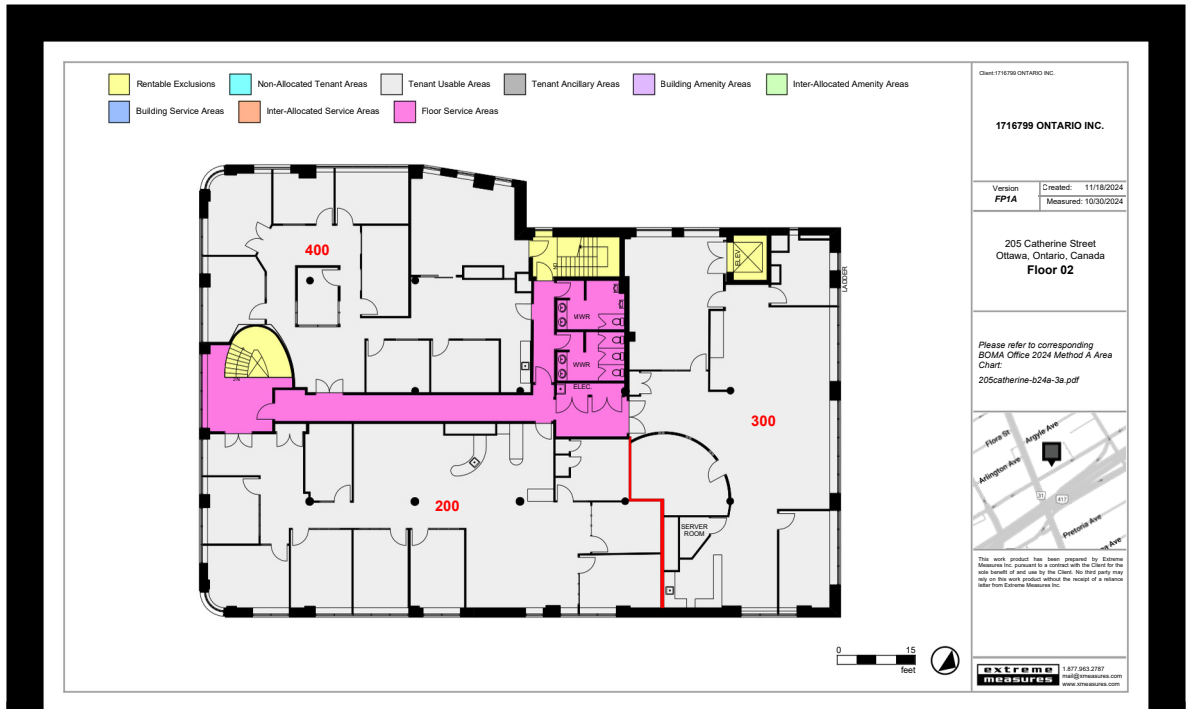 Rentable Exclusions
Non-Allocated Tenant Areas
Tenant Usable Areas
Tenant Ancillary Areas
Building Amenity Areas
Inter-Allocated Amenity Areas
Building Service Areas
Inter-Allocated Service Areas
Floor Service Areas
400
300
200
DN
ELEV.
LADDER
MWR
WWR
ELEC.
SERVER
ROOM
0 15
feet
Client:1716799 ONTARIO INC.
1716799 ONTARIO INC.
Version
FP1A
Created: 11/18/2024
Measured: 10/30/2024
205 Catherine Street
Ottawa, Ontario, Canada
Floor 02
Please refer to corresponding
BOMA Office 2024 Method A Area
Chart:
205catherine-b24a-3a.pdf
Flora St
Argyle Ave
Arlington Ave
31
417
Pretoria Ave
a Ave
This work product has been prepared by Extreme
Measures Inc. pursuant to a contract with the Client for the
sole benefit of and use by the Client. No third party may
rely on this work product without the receipt of a reliance
letter from Extreme Measures Inc.
extreme
measures
1.877.963.2787
mail@xmeasures.com
www.xmeasures.com